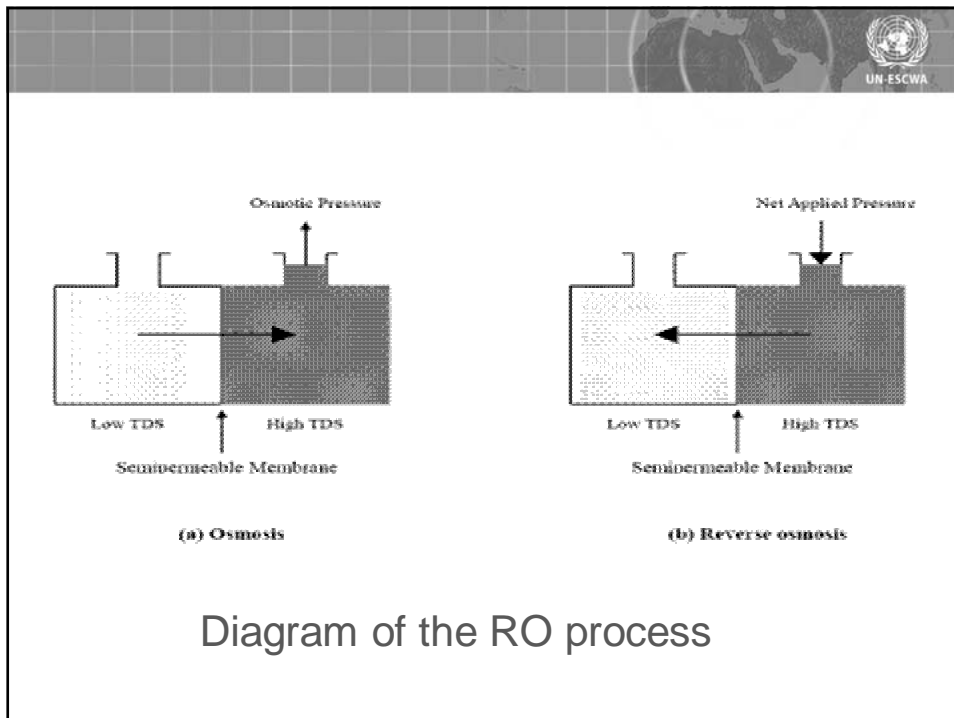 UN-ESCWA
Osmotic Pressure
Low TDS
High TDS
Semipermeable Membrane
(a) Osmosis
Net Applied Pressure
Low TDS
High TDS
Semipermeable Membrane
(b) Reverse osmosis
Diagram of the RO process